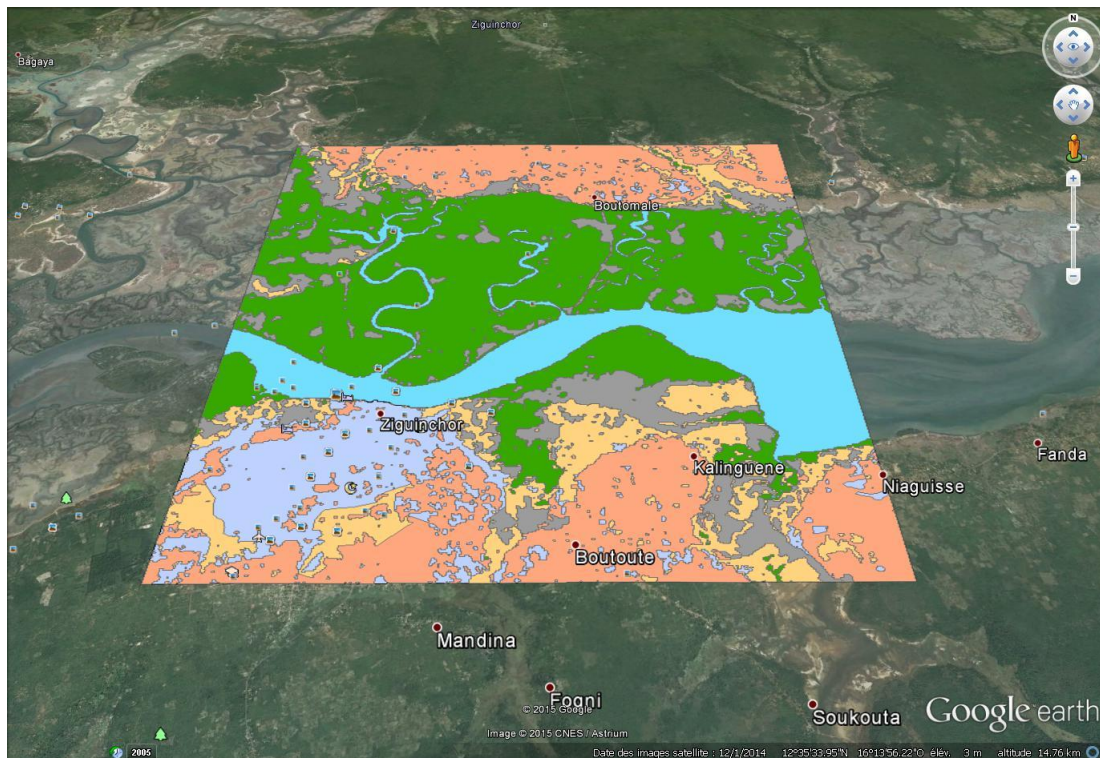 Ziguinchor
N
Bagaya
Boutomale
Ziguinchor
Kalinguene
Fanda
Niaguisse
Boutoute
Mandina
Fogni
© 2015 Google
Soukouta
Google earth
Image © 2015 CNES / Astrium
2005
Date des images satellite : 12/1/2014 12°35'33.95"N 16°13'56.22"O élév. 3 m altitude 14.76 km